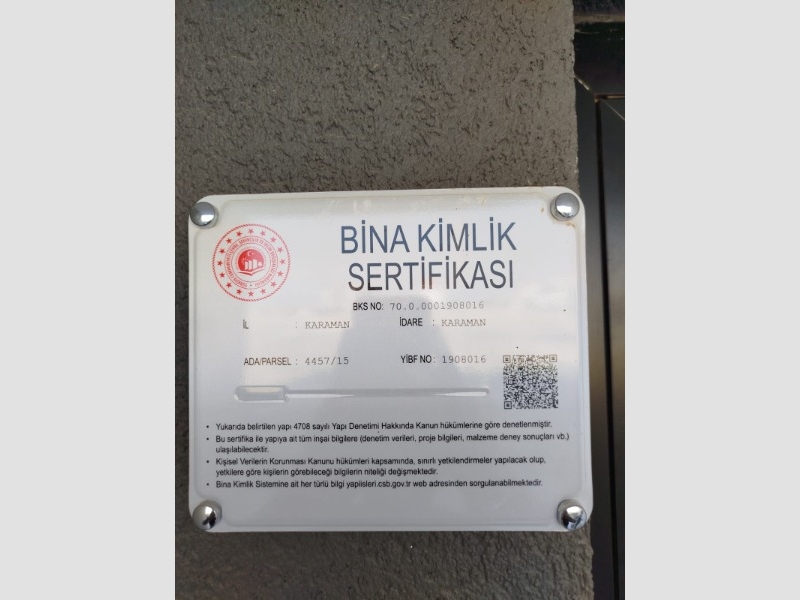 BİNA KİMLİK
SERTİFİKASI
BKS NO: 70.0.0001908016
İL : KARAMAN İDARE : KARAMAN
ADA/PARSEL : 4457/15 YİBF NO : 1908016
• Yukarıda belirtilen yapı 4708 sayılı Yapı Denetimi Hakkında Kanun hükümlerine göre denetlenmiştir.
• Bu sertifika ile yapıya ait tüm inşai bilgilere (denetim verileri, proje bilgileri, malzeme deney sonuçları vb.)
ulaşılabilecektir.
• Kişisel Verilerin Korunması Kanunu hükümleri kapsamında, sınırlı yetkilendirmeler yapılacak olup,
yetkilere göre kişilerin görebileceği bilgilerin niteliği değişmektedir.
• Bina Kimlik Sistemine ait her türlü bilgi yapiisleri.csb.gov.tr web adresinden sorgulanabilmektedir.